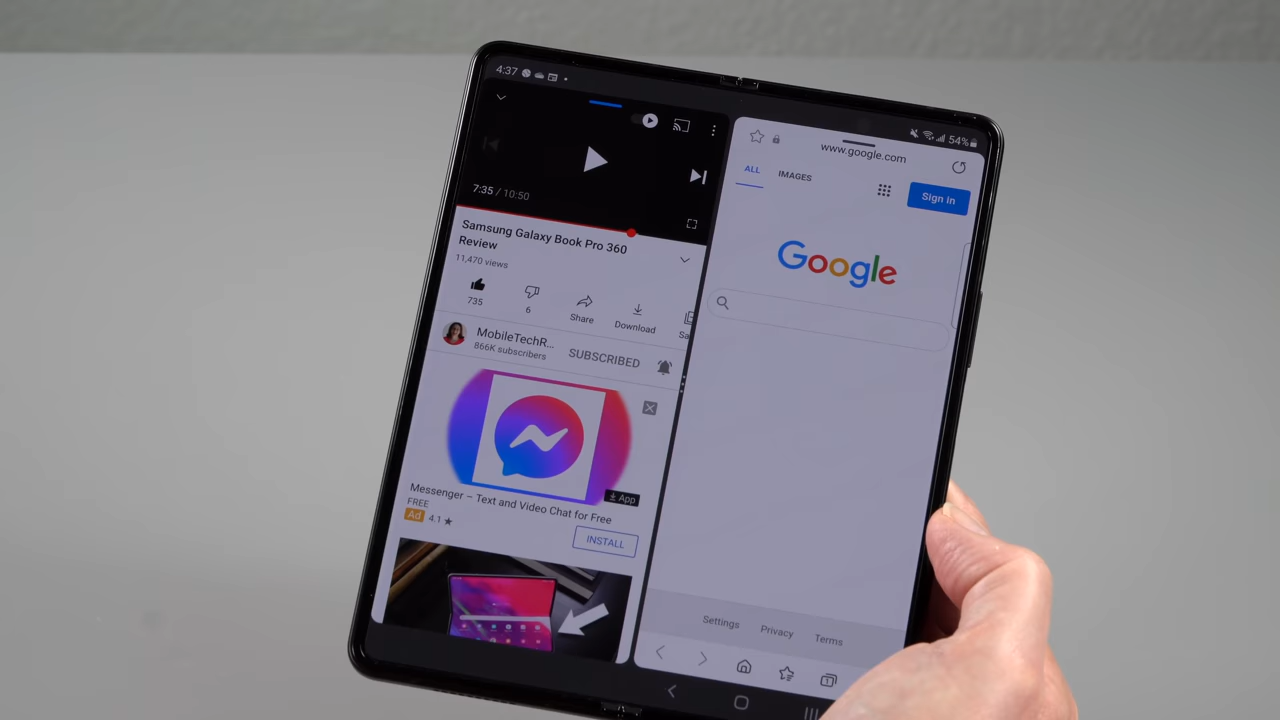 4:37
54%
7:35 / 10:50
Samsung Galaxy Book Pro 360
Review
11,470 views
735
6
Share
Download
Sa
MobileTechR...
866K subscribers
SUBSCRIBED
App
Messenger – Text and Video Chat for Free
FREE
Ad 4.1 ★
INSTALL
www.google.com
ALL IMAGES
Sign in
Google
Settings Privacy Terms
1